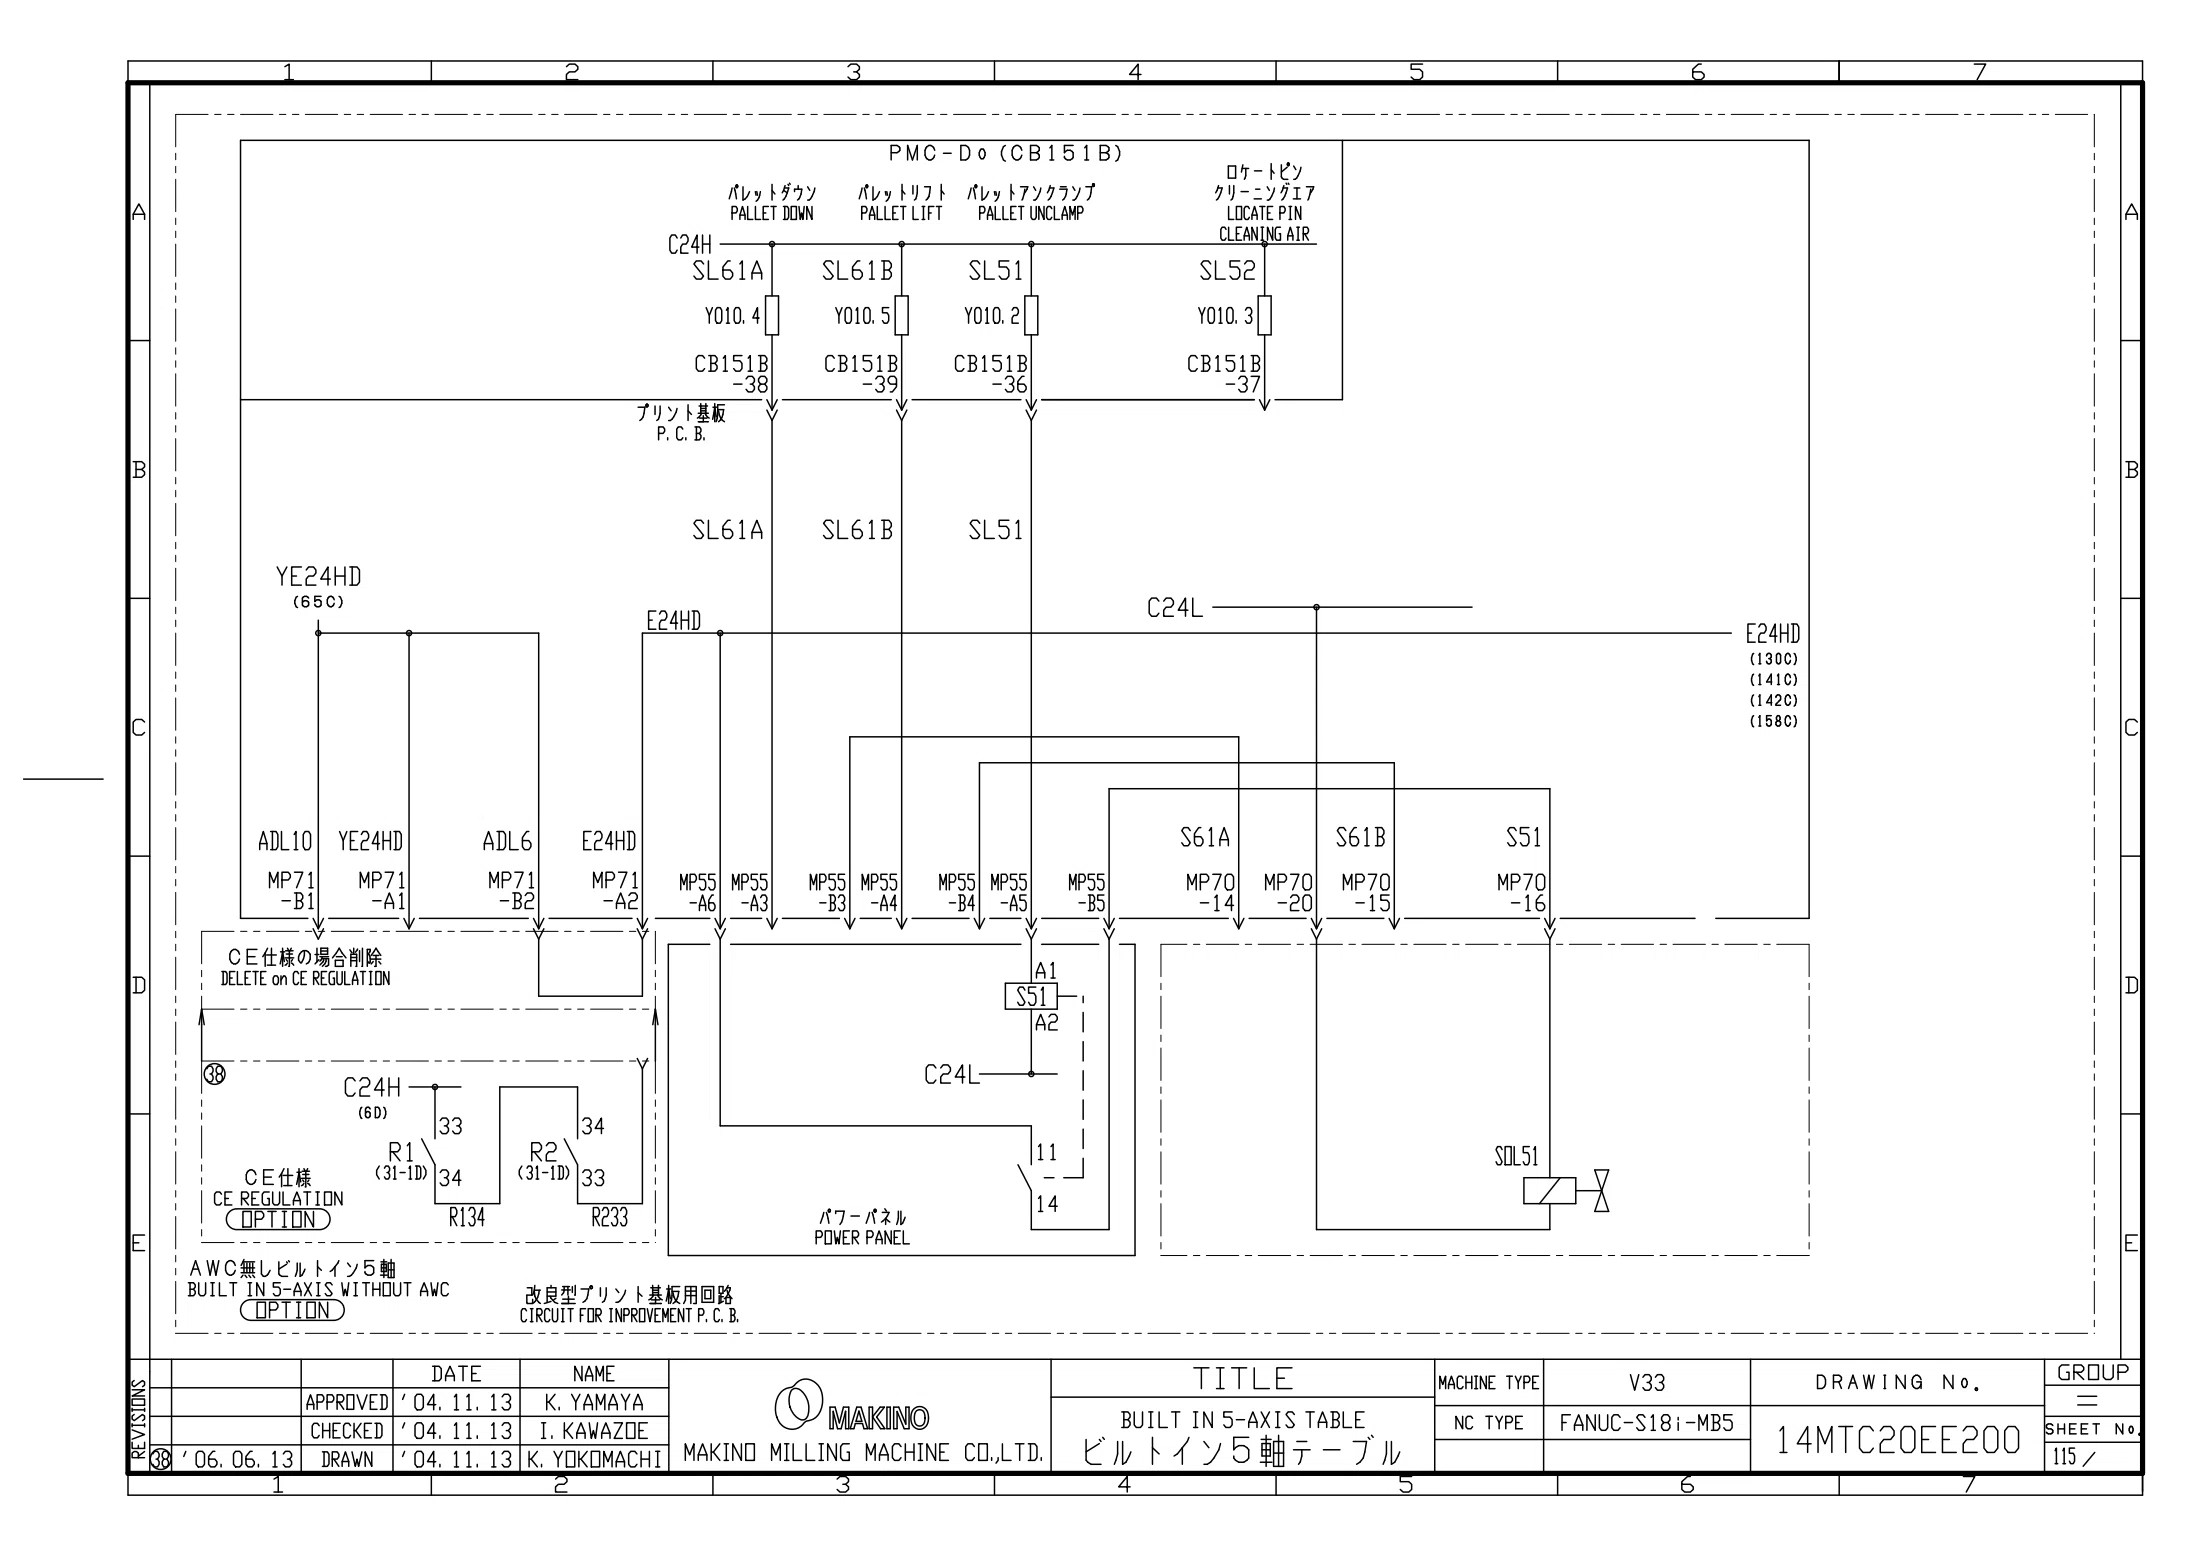 1 2 3 4 5 6 7
PMC-Do(CB151B)
パレットダウン
PALLET DOWN
パレットリフト
PALLET LIFT
パレットアンクランプ
PALLET UNCLAMP
ロケートピン
クリーニングエア
LOCATE PIN
CLEANING AIR
A
A
C24H
SL61A
SL61B
SL51
SL52
Y010.4
Y010.5
Y010.2
Y010.3
CB151B
-38
CB151B
-39
CB151B
-36
CB151B
-37
プリント基板
P.C.B.
B
B
SL61A
SL61B
SL51
YE24HD
(65C)
E24HD
C24L
E24HD
(130C)
(141C)
(142C)
(158C)
C
C
ADL10
YE24HD
ADL6
E24HD
S61A
S61B
S51
MP71
-B1
MP71
-A1
MP71
-B2
MP71
-A2
MP55
-A6
MP55
-A3
MP55
-B3
MP55
-A4
MP55
-B4
MP55
-A5
MP55
-B5
MP70
-14
MP70
-20
MP70
-15
MP70
-16
CE仕様の場合削除
DELETE on CE REGULATION
D
D
A1
S51
A2
C24L
38
C24H
(6D)
33
R1
(31-1D)
34
34
R2
(31-1D)
33
R134
R233
CE仕様
CE REGULATION
OPTION
11
14
パワーパネル
POWER PANEL
SOL51
E
E
AWC無しビルトイン5軸
BUILT IN 5-AXIS WITHOUT AWC
OPTION
改良型プリント基板用回路
CIRCUIT FOR INPROVEMENT P.C.B.
REVISIONS
DATE NAME
APPROVED '04.11.13 K. YAMAYA
CHECKED '04.11.13 I. KAWAZOE
38 '06.06.13 DRAWN '04.11.13 K. YOKOMACHI
MAKINO
MAKINO MILLING MACHINE CO.,LTD.
TITLE
BUILT IN 5-AXIS TABLE
ビルトイン5軸テーブル
MACHINE TYPE V33
NC TYPE FANUC-S18i-MB5
DRAWING No.
14MTC20EE200
GROUP
=
SHEET No.
115 /
1 2 3 4 5 6 7